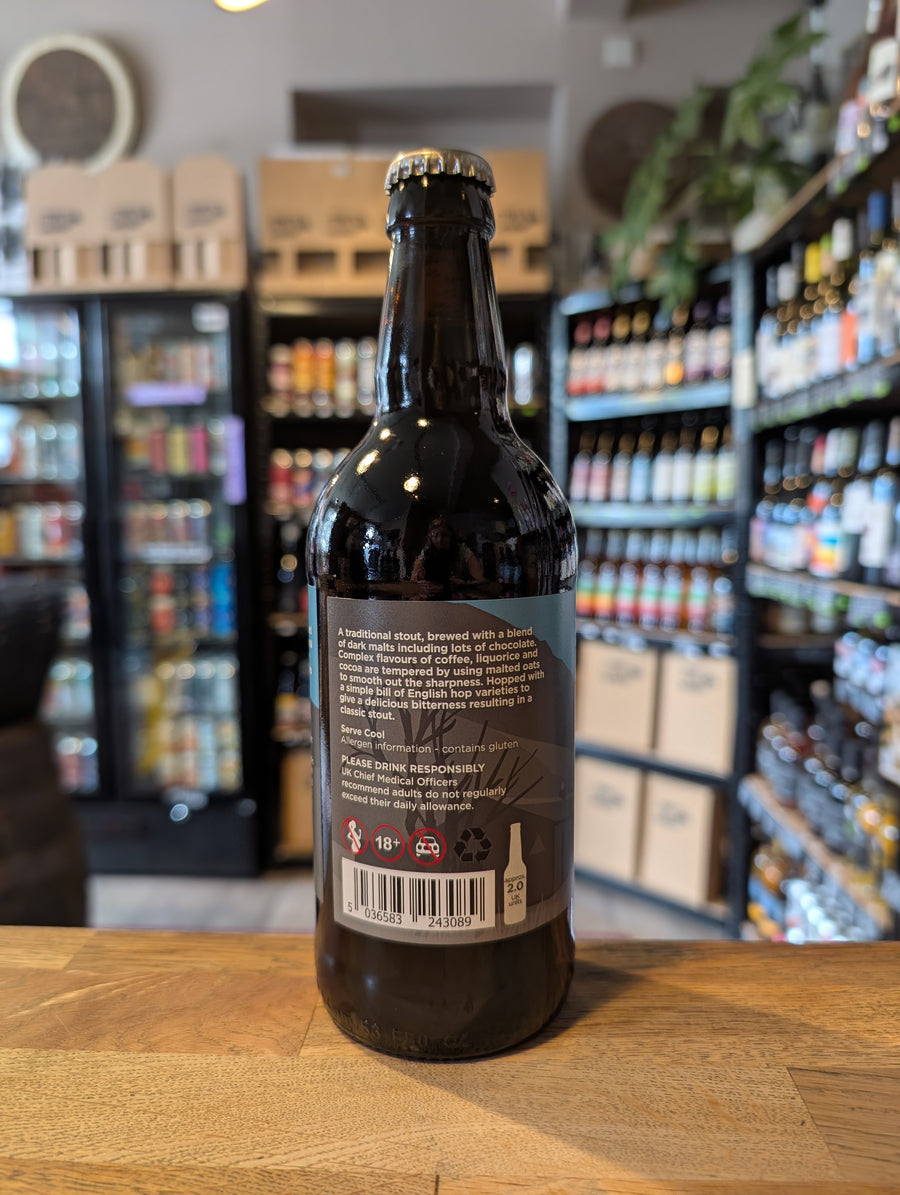 A traditional stout, brewed with a blend
of dark malts including lots of chocolate.
Complex flavours of coffee, liquorice and
cocoa are tempered by using malted oats
to smooth out the sharpness. Hopped with
a simple bill of English hop varieties to
give a delicious bitterness resulting in a
classic stout.
Serve Cool
Allergen information - contains gluten
PLEASE DRINK RESPONSIBLY
UK Chief Medical Officers
recommend adults do not regularly
exceed their daily allowance.
18+
approx.
2.0
UK
units
5 036583 243089